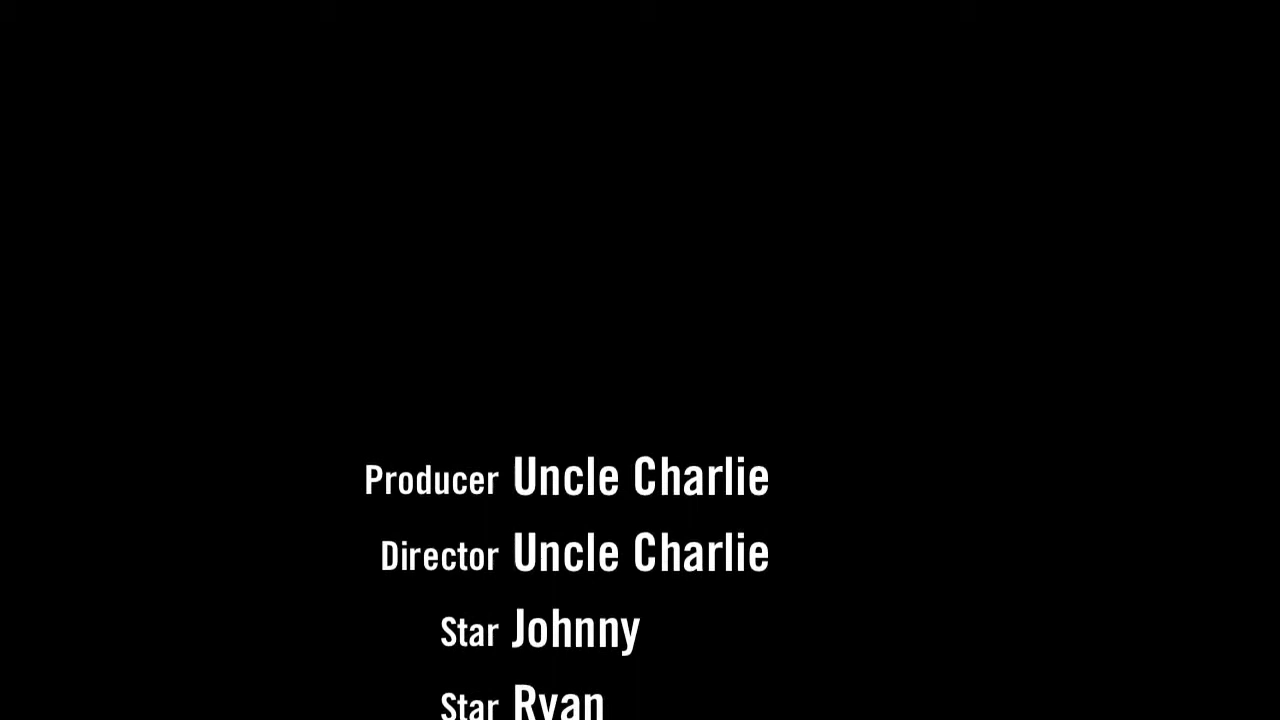 Producer Uncle Charlie
Director Uncle Charlie
Star Johnny
Star Ryan